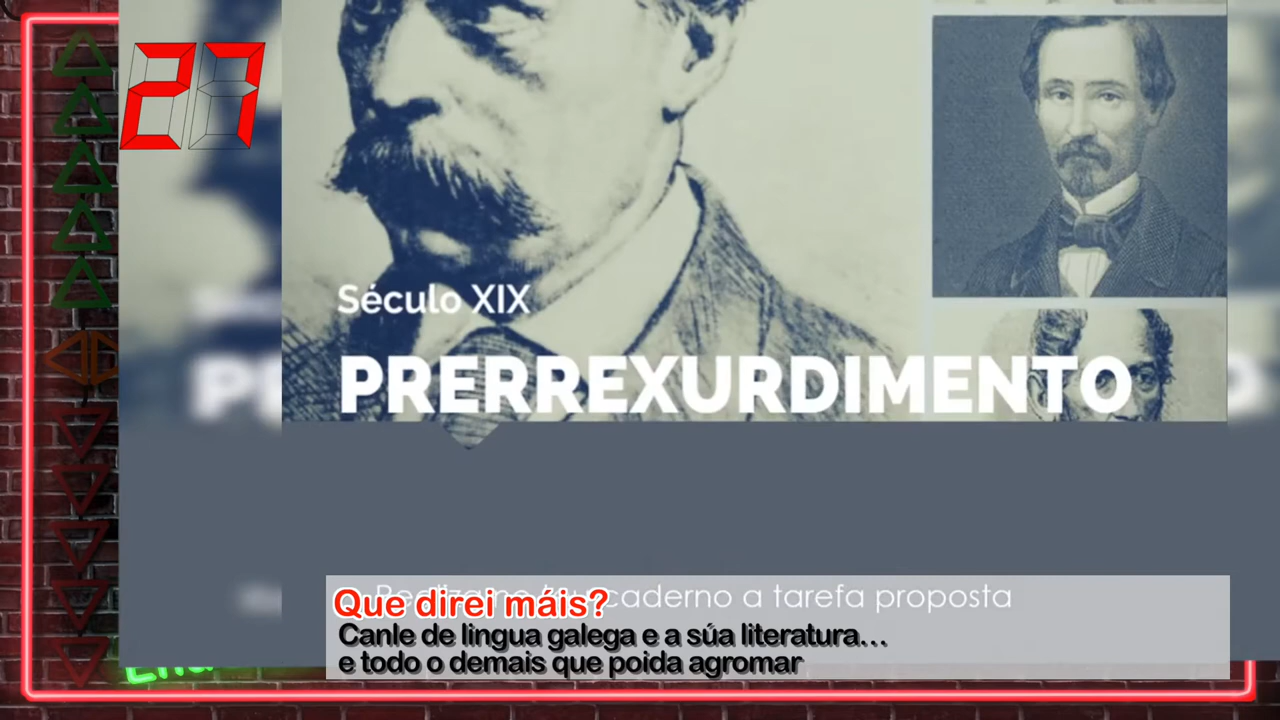 27
Século XIX
PRERREXURDIMENTO
caderno a tarefa proposta
Que direi máis?
Canle de lingua galega e a súa literatura...
e todo o demais que poida agromar